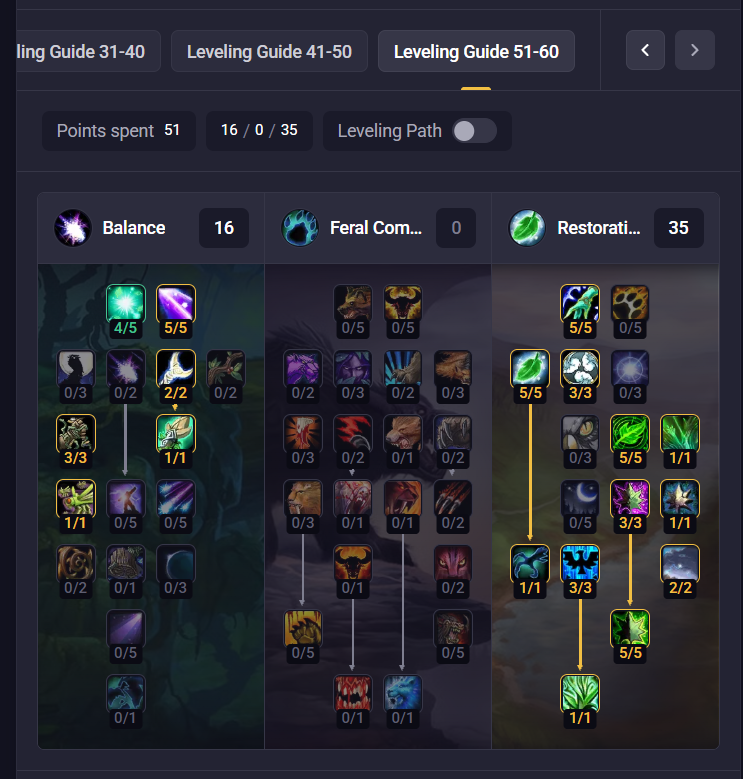 ling Guide 31-40 Leveling Guide 41-50 Leveling Guide 51-60
Points spent 51 16 / 0 / 35 Leveling Path
Balance 16 Feral Com... 0 Restorati... 35
4/5 5/5 0/5 0/5 5/5 0/5
0/3 0/2 2/2 0/2 0/2 0/3 0/2 0/3 5/5 3/3 0/3
3/3 1/1 0/3 0/2 0/1 0/2 0/3 5/5 1/1
1/1 0/5 0/5 0/3 0/1 0/1 0/2 0/5 3/3 1/1
0/2 0/1 0/3 0/1 0/2 1/1 3/3 2/2
0/5 0/5 0/5 5/5
0/1 0/1 0/1 1/1